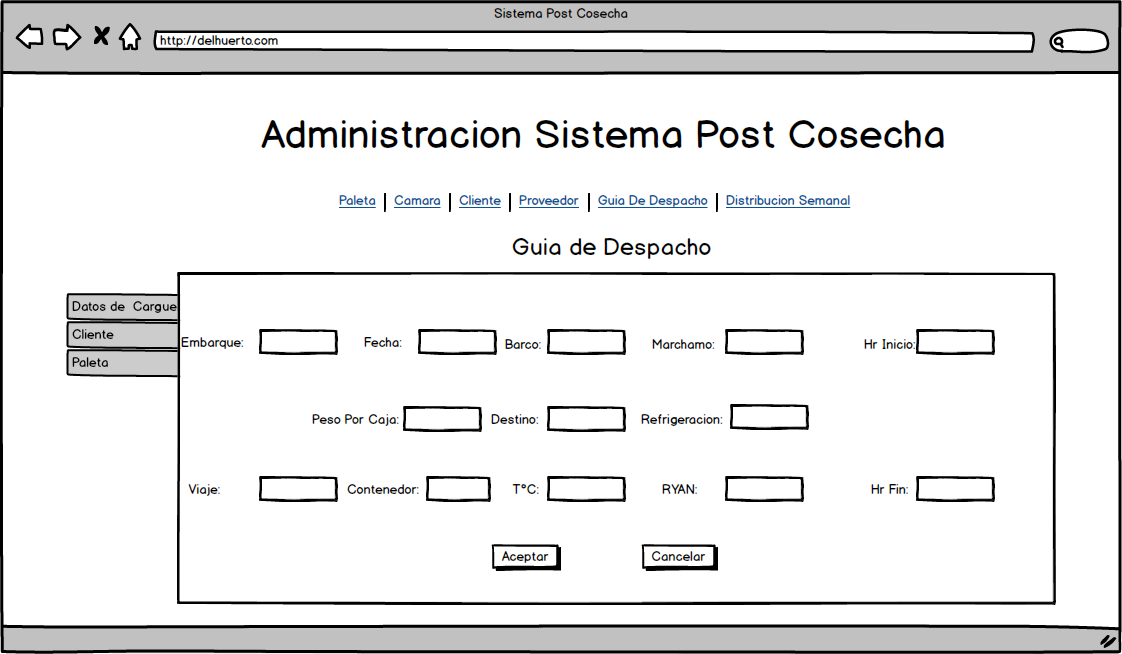 Sistema Post Cosecha
http://delhuerto.com
Administracion Sistema Post Cosecha
Paleta | Camara | Cliente | Proveedor | Guia De Despacho | Distribucion Semanal
Guia de Despacho
Datos de Cargue
Cliente
Paleta
Embarque: Fecha: Barco: Marchamo: Hr Inicio:
Peso Por Caja: Destino: Refrigeracion:
Viaje: Contenedor: T°C: RYAN: Hr Fin:
Aceptar Cancelar